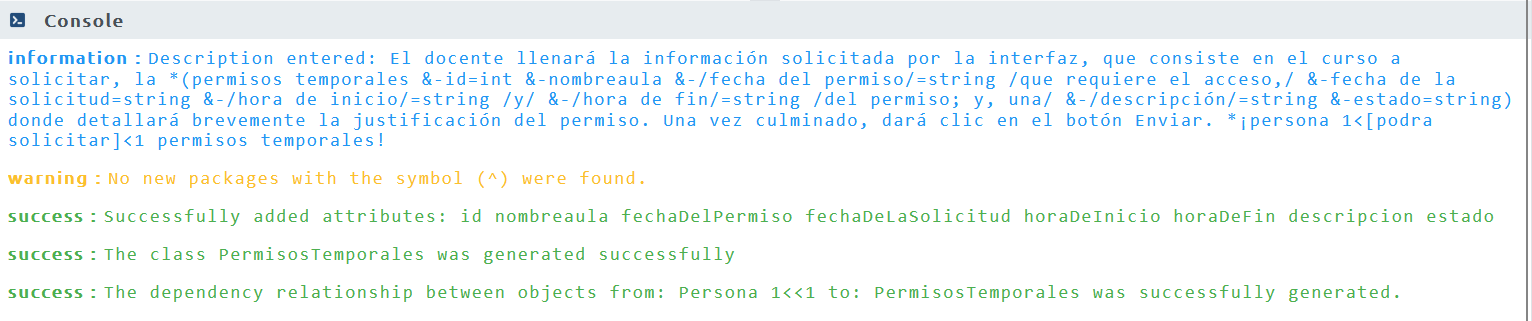 Console
information : Description entered: El docente llenará la información solicitada por la interfaz, que consiste en el curso a
solicitar, la *(permisos temporales &-id=int &-nombreaula &-/fecha del permiso/=string /que requiere el acceso,/ &-fecha de la
solicitud=string &-/hora de inicio/=string /y/ &-/hora de fin/=string /del permiso; y, una/ &-/descripción/=string &-estado=string)
donde detallará brevemente la justificación del permiso. Una vez culminado, dará clic en el botón Enviar. *¡persona 1<[podra
solicitar]<1 permisos temporales!
warning : No new packages with the symbol (^) were found.
success : Successfully added attributes: id nombreaula fechaDelPermiso fechaDeLaSolicitud horaDeInicio horaDeFin descripcion estado
success : The class PermisosTemporales was generated successfully
success : The dependency relationship between objects from: Persona 1<<1 to: PermisosTemporales was successfully generated.